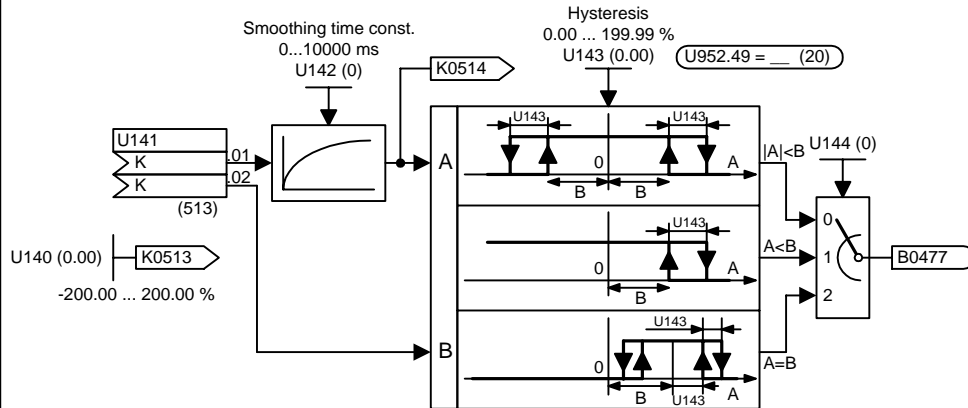 Smoothing time const.
0...10000 ms
U142 (0)
K0514
Hysteresis
0.00 ... 199.99 %
U143 (0.00)
U952.49 = __ (20)
U141
K
.01
K
.02
(513)
U140 (0.00)
K0513
-200.00 ... 200.00 %
A
U143
U143
0
A
B
B
|A|<B
U144 (0)
U143
0
A
B
A<B
0
1
2
B0477
B
U143
0
B
U143
A
A=B